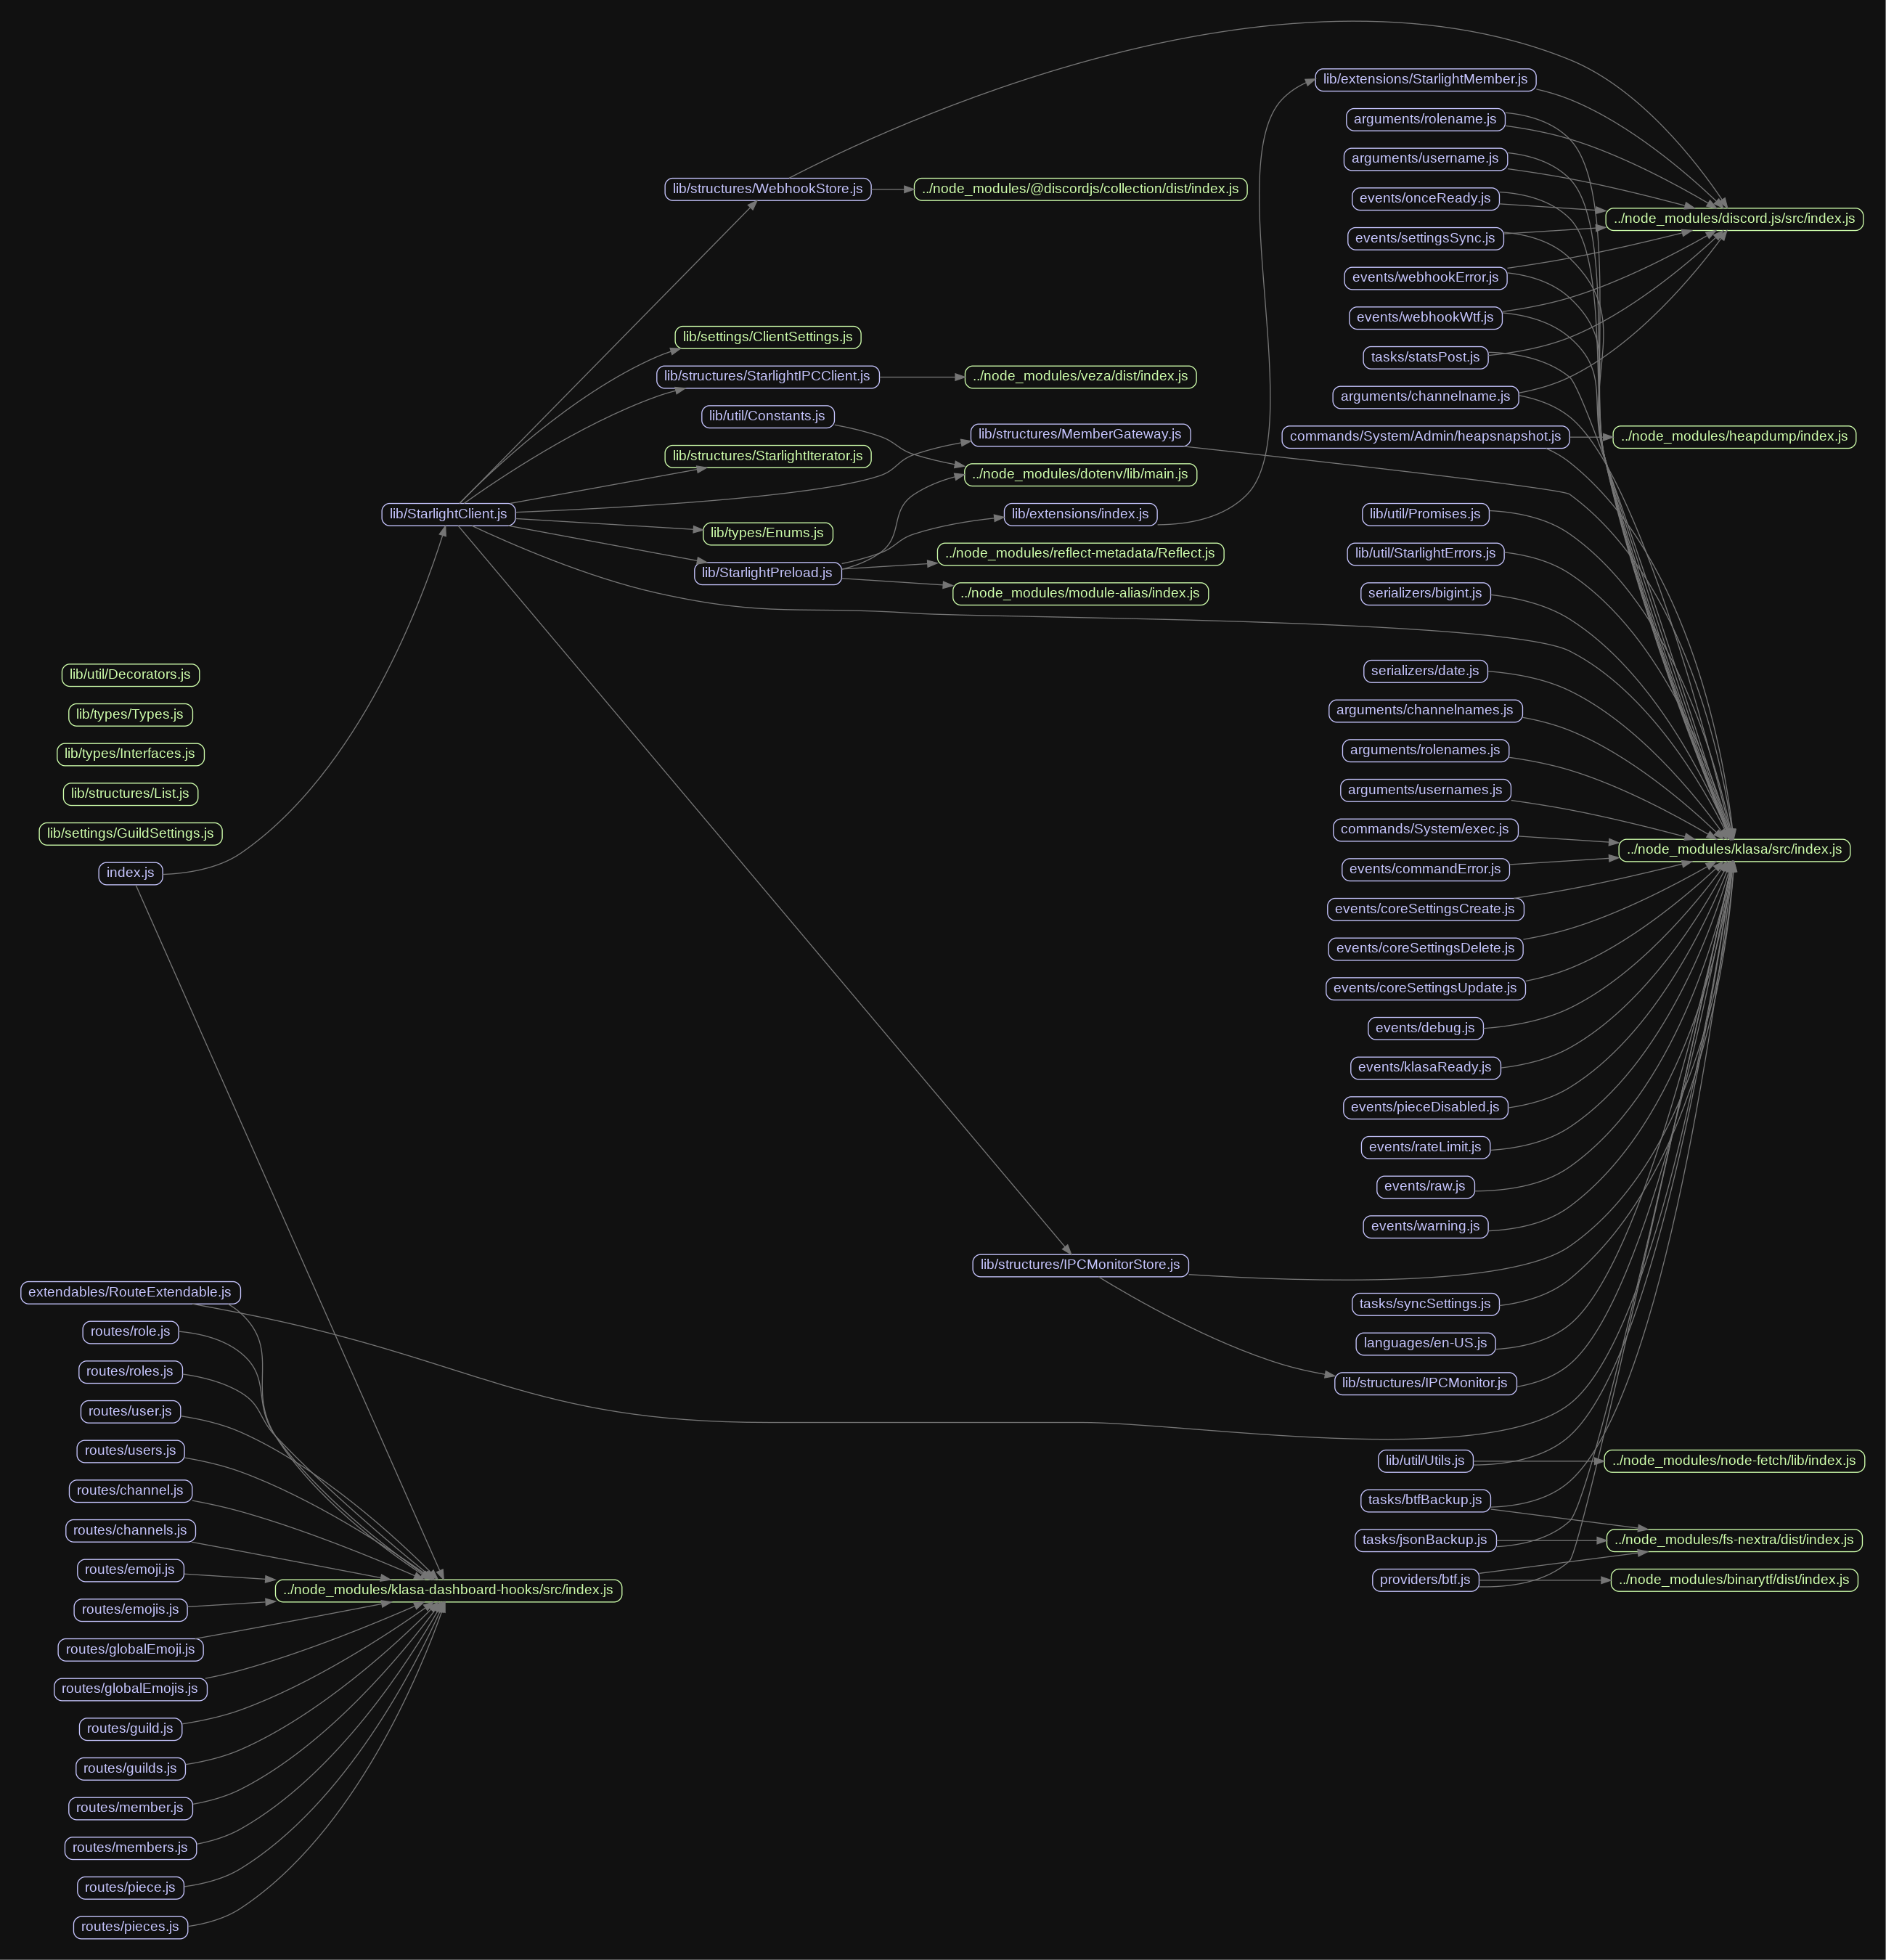 lib/extensions/StarlightMember.js
arguments/rolename.js
arguments/username.js
lib/structures/WebhookStore.js
../node_modules/@discordjs/collection/dist/index.js
events/onceReady.js
../node_modules/discord.js/src/index.js
events/settingsSync.js
events/webhookError.js
events/webhookWtf.js
lib/settings/ClientSettings.js
tasks/statsPost.js
lib/structures/StarlightIPCClient.js
../node_modules/veza/dist/index.js
arguments/channelname.js
lib/util/Constants.js
lib/structures/MemberGateway.js
commands/System/Admin/heapsnapshot.js
../node_modules/heapdump/index.js
lib/structures/StarlightIterator.js
../node_modules/dotenv/lib/main.js
lib/StarlightClient.js
lib/extensions/index.js
lib/util/Promises.js
lib/types/Enums.js
../node_modules/reflect-metadata/Reflect.js
lib/util/StarlightErrors.js
lib/StarlightPreload.js
../node_modules/module-alias/index.js
serializers/bigint.js
lib/util/Decorators.js
serializers/date.js
lib/types/Types.js
arguments/channelnames.js
lib/types/Interfaces.js
arguments/rolenames.js
lib/structures/List.js
arguments/usernames.js
lib/settings/GuildSettings.js
commands/System/exec.js
../node_modules/klasa/src/index.js
index.js
events/commandError.js
events/coreSettingsCreate.js
events/coreSettingsDelete.js
events/coreSettingsUpdate.js
events/debug.js
events/klasaReady.js
events/pieceDisabled.js
events/rateLimit.js
events/raw.js
events/warning.js
lib/structures/IPCMonitorStore.js
extendables/RouteExtendable.js
tasks/syncSettings.js
routes/role.js
languages/en-US.js
routes/roles.js
lib/structures/IPCMonitor.js
routes/user.js
routes/users.js
lib/util/Utils.js
../node_modules/node-fetch/lib/index.js
routes/channel.js
tasks/btfBackup.js
routes/channels.js
tasks/jsonBackup.js
../node_modules/fs-nextra/dist/index.js
routes/emoji.js
../node_modules/klasa-dashboard-hooks/src/index.js
providers/btf.js
../node_modules/binarytf/dist/index.js
routes/emojis.js
routes/globalEmoji.js
routes/globalEmojis.js
routes/guild.js
routes/guilds.js
routes/member.js
routes/members.js
routes/piece.js
routes/pieces.js